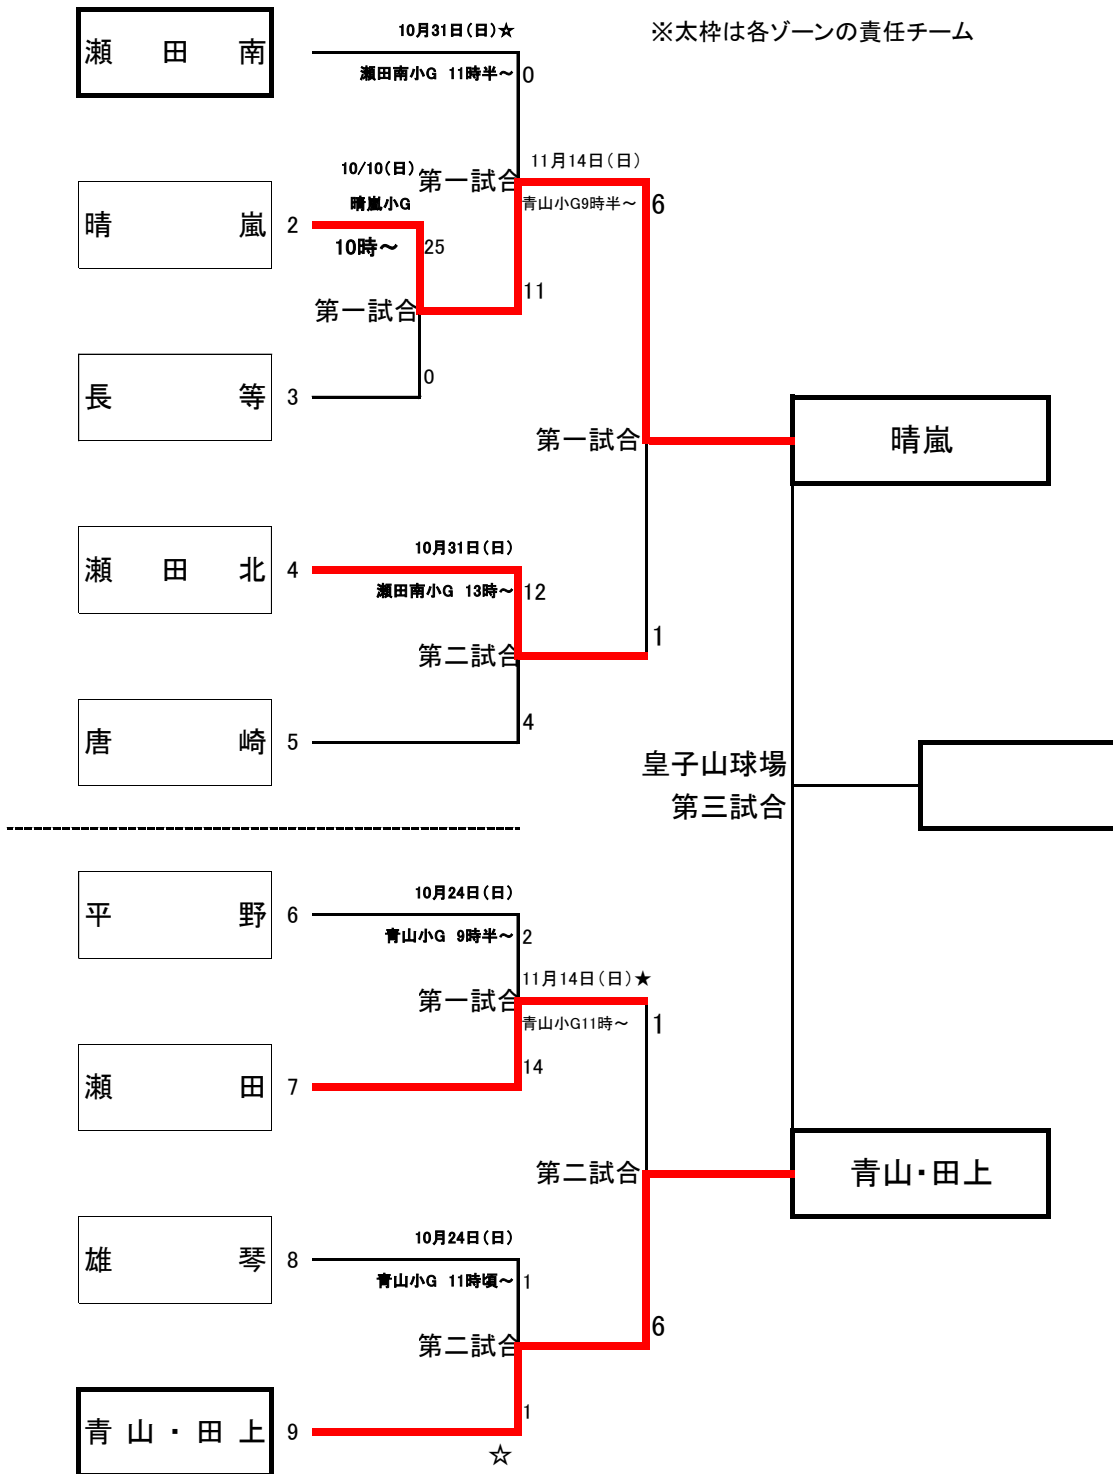 10月31日(日)☆
※太枠は各ゾーンの責任チーム
瀬田南
瀬田南小G 11時半～
0
10/10(日)
第一試合
11月14日(日)
晴嵐
2
晴嵐小G
青山小G9時半～
6
10時～
25
11
第一試合
0
長等
3
第一試合
晴嵐
瀬田北
4
10月31日(日)
瀬田南小G 13時～
12
第二試合
1
唐崎
5
4
皇子山球場
第三試合
平野
6
10月24日(日)
青山小G 9時半～
2
11月14日(日)★
第一試合
青山小G11時～
1
瀬田
7
14
第二試合
青山・田上
雄琴
8
10月24日(日)
青山小G 11時頃～
1
第二試合
6
青山・田上
9
1
☆